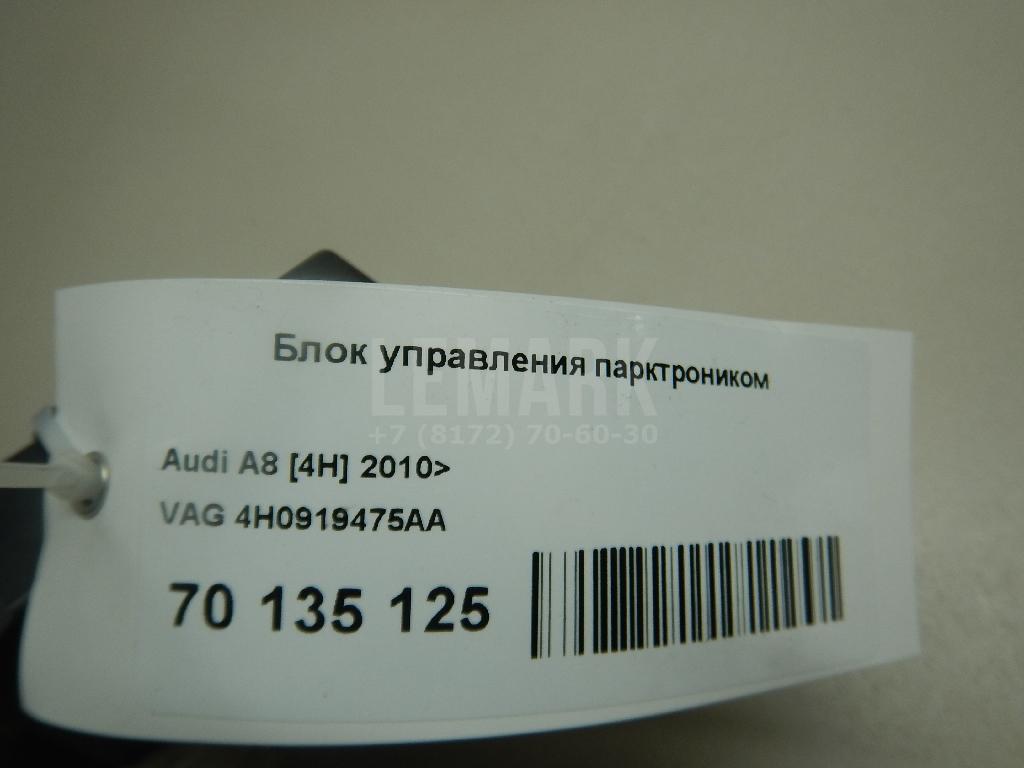 Блок управления парктроником
LEMARK
+7 (8172) 70-60-30
Audi A8 [4H] 2010>
VAG 4H0919475AA
70 135 125